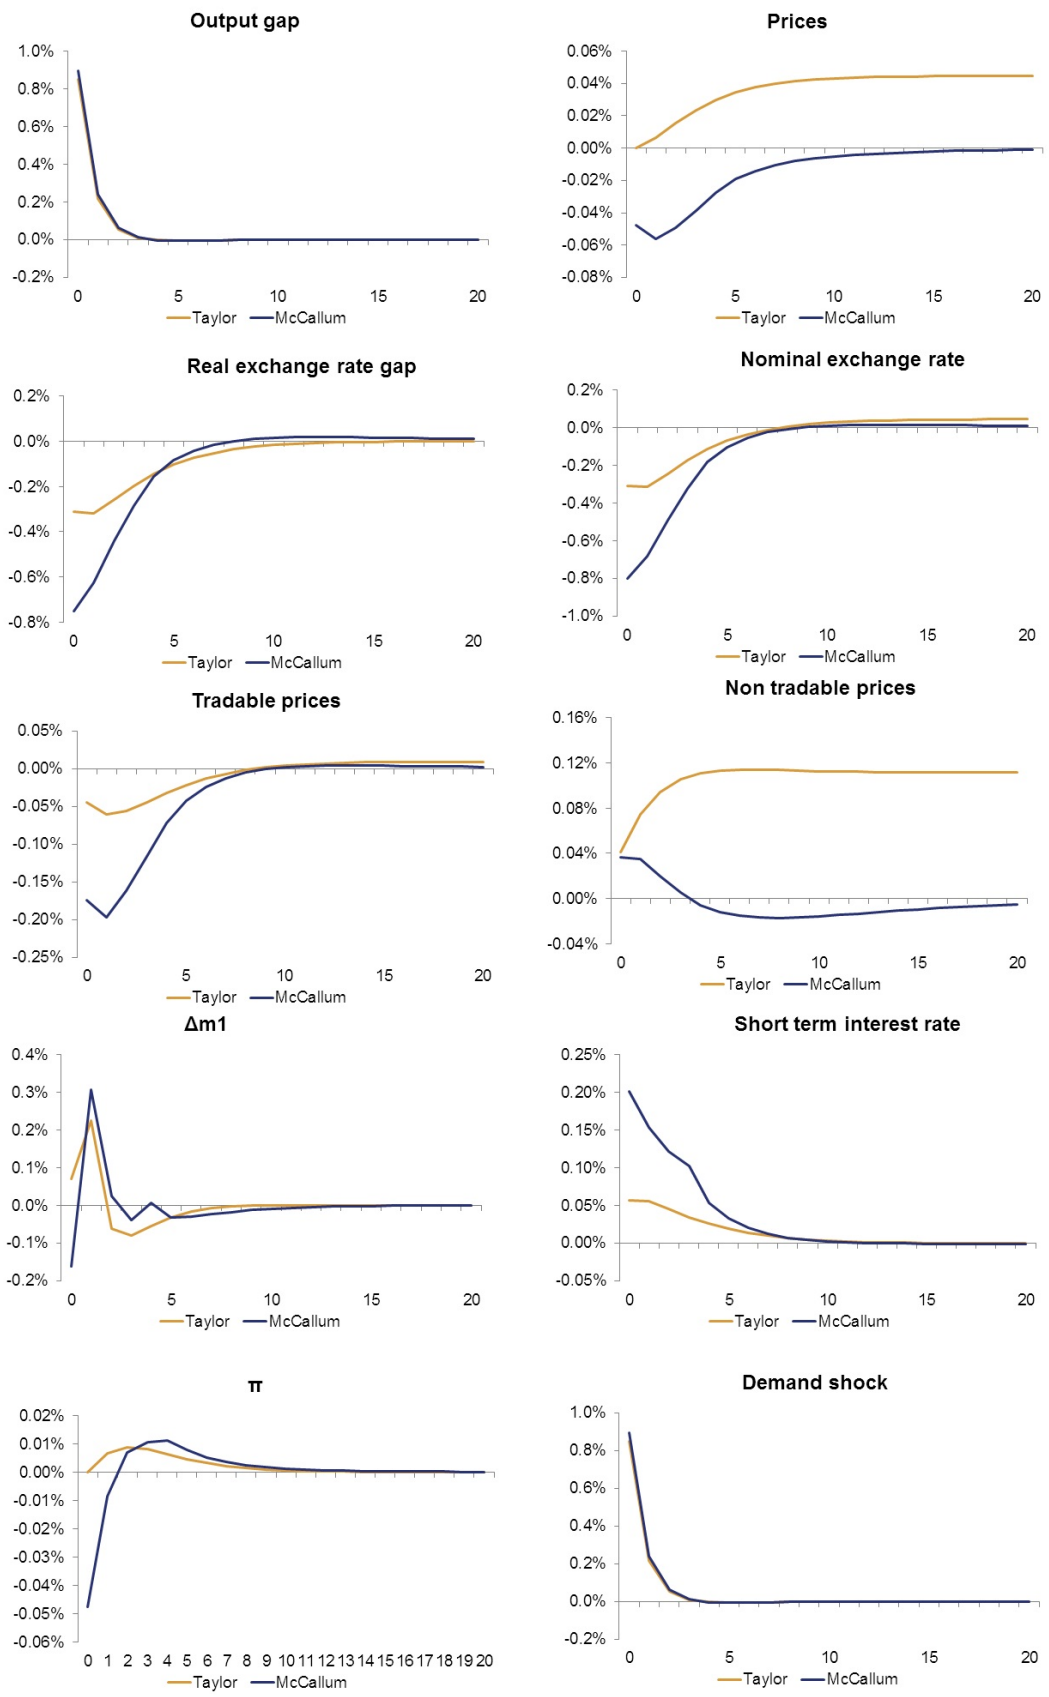 Output gap
1.0%
0.8%
0.6%
0.4%
0.2%
0.0%
-0.2%
0 5 10 15 20
Taylor McCallum
Prices
0.06%
0.04%
0.02%
0.00%
-0.02%
-0.04%
-0.06%
-0.08%
0 5 10 15 20
Taylor McCallum
Real exchange rate gap
0.2%
0.0%
-0.2%
-0.4%
-0.6%
-0.8%
0 5 10 15 20
Taylor McCallum
Nominal exchange rate
0.2%
0.0%
-0.2%
-0.4%
-0.6%
-0.8%
-1.0%
0 5 10 15 20
Taylor McCallum
Tradable prices
0.05%
0.00%
-0.05%
-0.10%
-0.15%
-0.20%
-0.25%
0 5 10 15 20
Taylor McCallum
Non tradable prices
0.16%
0.12%
0.08%
0.04%
0.00%
-0.04%
0 5 10 15 20
Taylor McCallum
Δm1
0.4%
0.3%
0.2%
0.1%
0.0%
-0.1%
-0.2%
0 5 10 15 20
Taylor McCallum
Short term interest rate
0.25%
0.20%
0.15%
0.10%
0.05%
0.00%
-0.05%
0 5 10 15 20
Taylor McCallum
π
0.02%
0.01%
0.00%
-0.01%
-0.02%
-0.03%
-0.04%
-0.05%
-0.06%
0 1 2 3 4 5 6 7 8 9 10 11 12 13 14 15 16 17 18 19 20
Taylor McCallum
Demand shock
1.0%
0.8%
0.6%
0.4%
0.2%
0.0%
-0.2%
0 5 10 15 20
Taylor McCallum